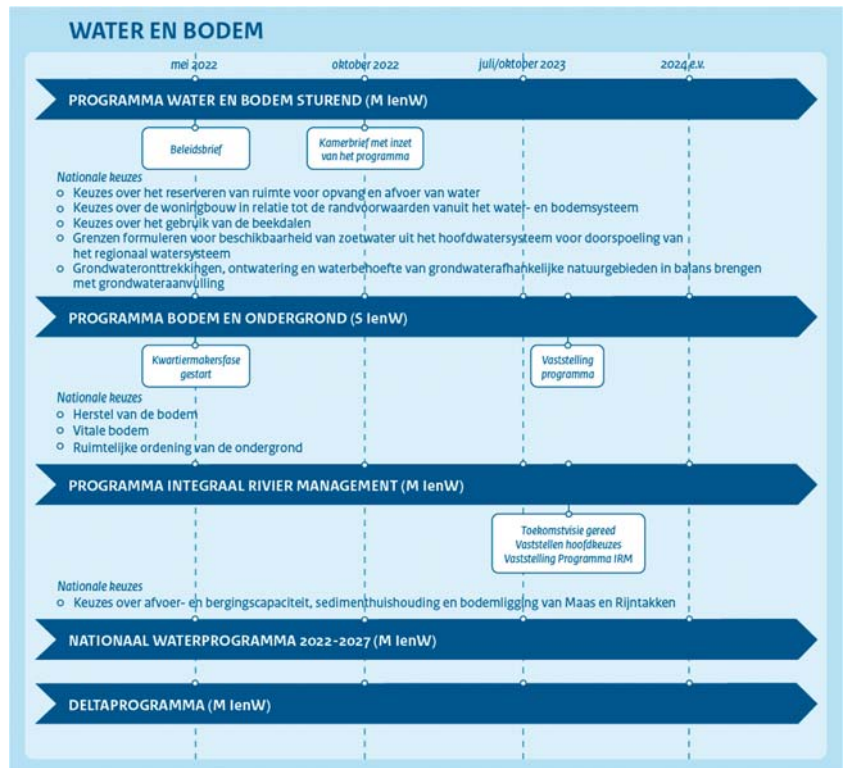 WATER EN BODEM
mei 2022
oktober 2022
juli/oktober 2023
2024 e.v.
PROGRAMMA WATER EN BODEM STUREND (M IenW)
Beleidsbrief
Kamerbrief met inzet
van het programma
Nationale keuzes
Keuzes over het reserveren van ruimte voor opvang en afvoer van water
Keuzes over de woningbouw in relatie tot de randvoorwaarden vanuit het water- en bodemsysteem
Keuzes over het gebruik van de beekdalen
Grenzen formuleren voor beschikbaarheid van zoetwater uit het hoofdwatersysteem voor doorspoeling van
het regionaal watersysteem
Grondwateronttrekkingen, ontwatering en waterbehoefte van grondwaterafhankelijke natuurgebieden in balans brengen
met grondwateraanvulling
PROGRAMMA BODEM EN ONDERGROND (S IenW)
Kwartiermakersfase
gestart
Vaststelling
programma
Nationale keuzes
Herstel van de bodem
Vitale bodem
Ruimtelijke ordening van de ondergrond
PROGRAMMA INTEGRAAL RIVIER MANAGEMENT (M IenW)
Toekomstvisie gereed
Vaststellen hoofdkeuzes
Vaststelling Programma IRM
Nationale keuzes
Keuzes over afvoer- en bergingscapaciteit, sedimenthuishouding en bodemligging van Maas en Rijntakken
NATIONAAL WATERPROGRAMMA 2022-2027 (M IenW)
DELTAPROGRAMMA (M IenW)